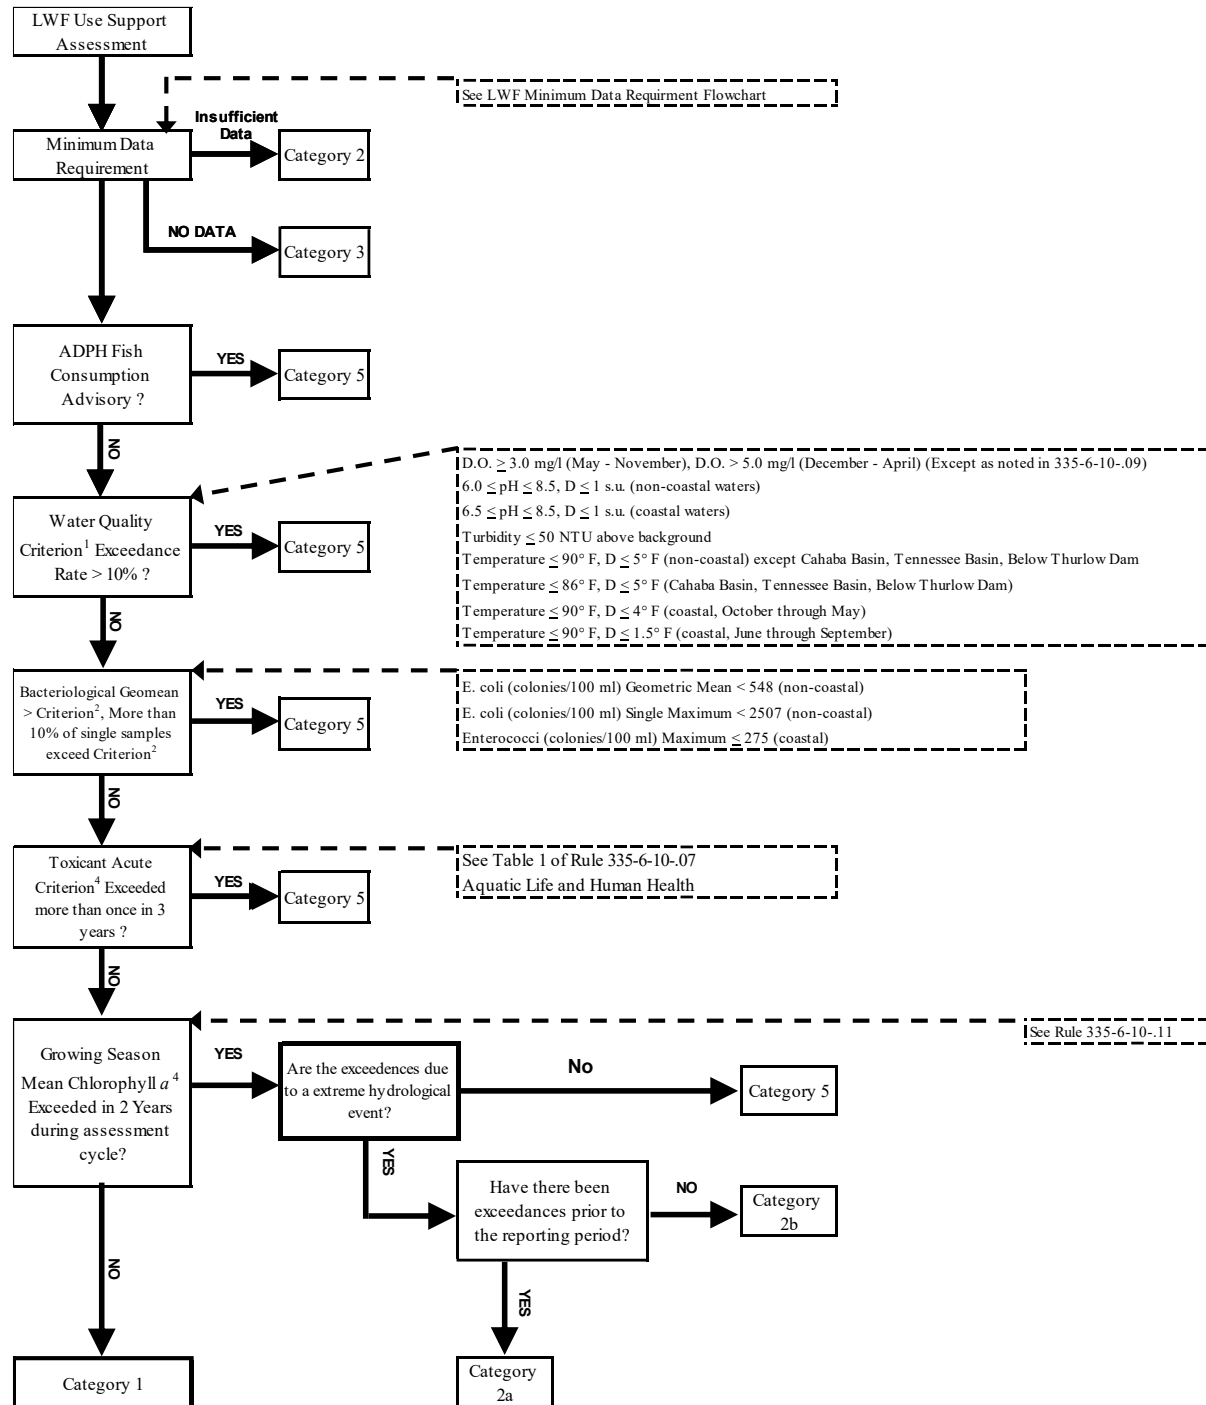 LWF Use Support
Assessment
See LWF Minimum Data Requirment Flowchart
Insufficient
Data
Minimum Data
Requirement
Category 2
NO DATA
Category 3
ADPH Fish
Consumption
Advisory ?
YES
Category 5
NO
D.O. ≥ 3.0 mg/l (May - November), D.O. > 5.0 mg/l (December - April) (Except as noted in 335-6-10-.09)
6.0 ≤ pH ≤ 8.5, D ≤ 1 s.u. (non-coastal waters)
6.5 ≤ pH ≤ 8.5, D ≤ 1 s.u. (coastal waters)
Turbidity ≤ 50 NTU above background
Temperature ≤ 90° F, D ≤ 5° F (non-coastal) except Cahaba Basin, Tennessee Basin, Below Thurlow Dam
Temperature ≤ 86° F, D ≤ 5° F (Cahaba Basin, Tennessee Basin, Below Thurlow Dam)
Temperature ≤ 90° F, D ≤ 4° F (coastal, October through May)
Temperature ≤ 90° F, D ≤ 1.5° F (coastal, June through September)
Water Quality
Criterion¹ Exceedance
Rate > 10% ?
YES
Category 5
NO
Bacteriological Geomean
> Criterion², More than
10% of single samples
exceed Criterion²
YES
Category 5
E. coli (colonies/100 ml) Geometric Mean < 548 (non-coastal)
E. coli (colonies/100 ml) Single Maximum < 2507 (non-coastal)
Enterococci (colonies/100 ml) Maximum ≤ 275 (coastal)
NO
Toxicant Acute
Criterion⁴ Exceeded
more than once in 3
years ?
YES
Category 5
See Table 1 of Rule 335-6-10-.07
Aquatic Life and Human Health
NO
See Rule 335-6-10-.11
Growing Season
Mean Chlorophyll a ⁴
Exceeded in 2 Years
during assessment
cycle?
YES
Are the exceedences due
to a extreme hydrological
event?
No
Category 5
YES
Have there been
exceedances prior to
the reporting period?
NO
Category
2b
NO
YES
Category 1
Category
2a